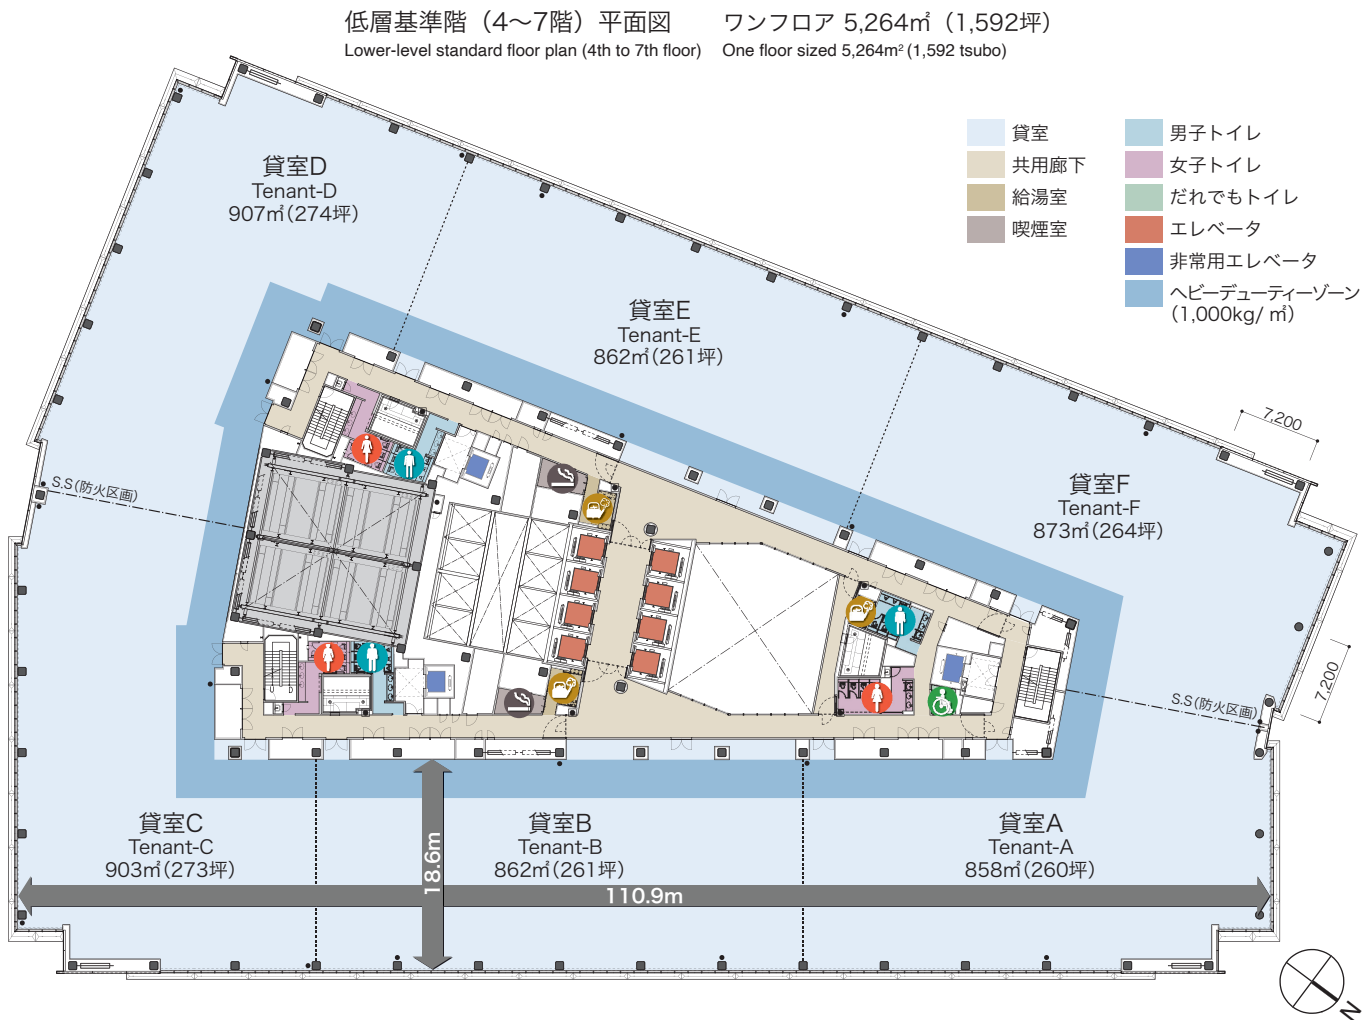 低層基準階（4～7階）平面図　ワンフロア 5,264㎡（1,592坪）
Lower-level standard floor plan (4th to 7th floor)　One floor sized 5,264m² (1,592 tsubo)
貸室
共用廊下
給湯室
喫煙室
男子トイレ
女子トイレ
だれでもトイレ
エレベータ
非常用エレベータ
ヘビーデューティーゾーン
（1,000kg/㎡）
貸室D
Tenant-D
907㎡(274坪)
貸室E
Tenant-E
862㎡(261坪)
貸室F
Tenant-F
873㎡(264坪)
7,200
S.S(防火区画)
7,200
S.S(防火区画)
貸室C
Tenant-C
903㎡(273坪)
貸室B
Tenant-B
862㎡(261坪)
貸室A
Tenant-A
858㎡(260坪)
18.6m
110.9m
N